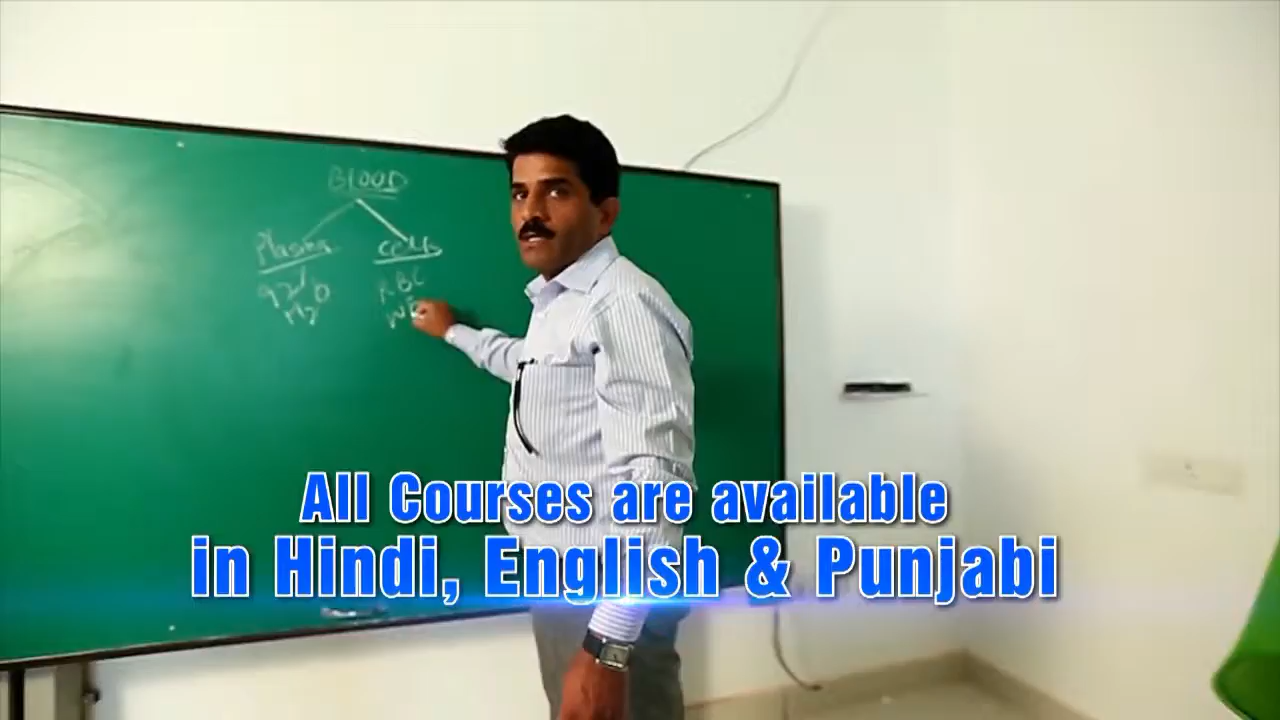 BLOOD
Plasma cells
RBC
All Courses are available
in Hindi, English & Punjabi